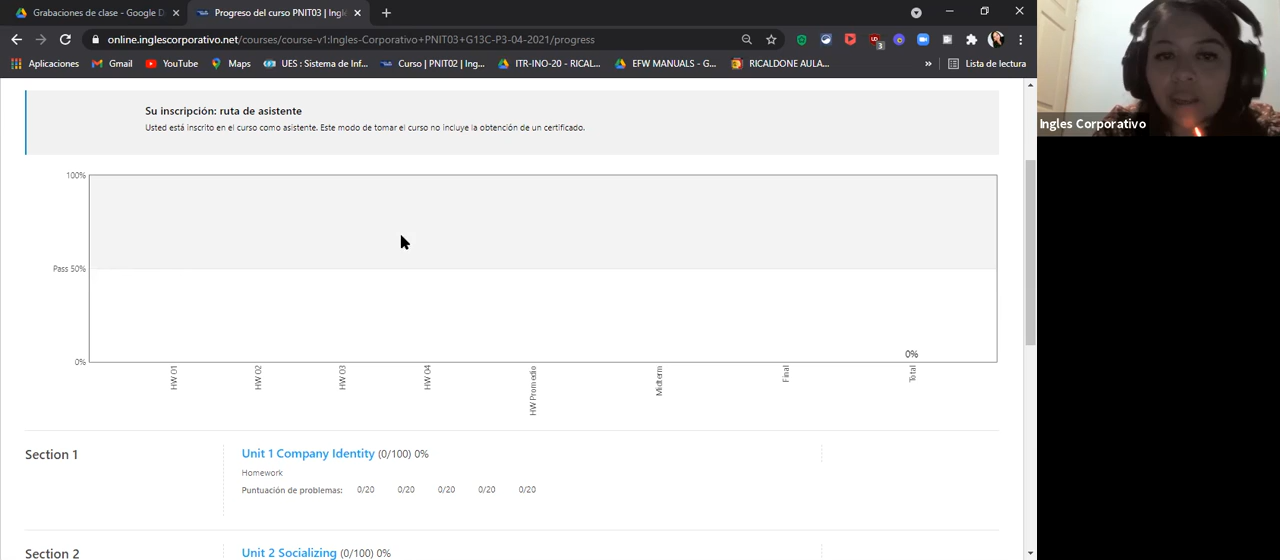 Grabaciones de clase - Google D
Progreso del curso PNIT03 | Ingl
online.inglescorporativo.net/courses/course-v1:Ingles-Corporativo+PNIT03+G13C-P3-04-2021/progress
3
Aplicaciones
Gmail
YouTube
Maps
UES : Sistema de Inf...
Curso | PNIT02 | Ing...
ITR-INO-20 - RICAL...
EFW MANUALS - G...
RICALDONE AULA...
»
Lista de lectura
Ingles Corporativo
Su inscripción: ruta de asistente
Usted está inscrito en el curso como asistente. Este modo de tomar el curso no incluye la obtención de un certificado.
100%
Pass 50%
0%
0%
HW 01
HW 02
HW 03
HW 04
HW Promedio
Midterm
Final
Total
Section 1
Unit 1 Company Identity (0/100) 0%
Homework
Puntuación de problemas: 0/20 0/20 0/20 0/20 0/20
Section 2
Unit 2 Socializing (0/100) 0%